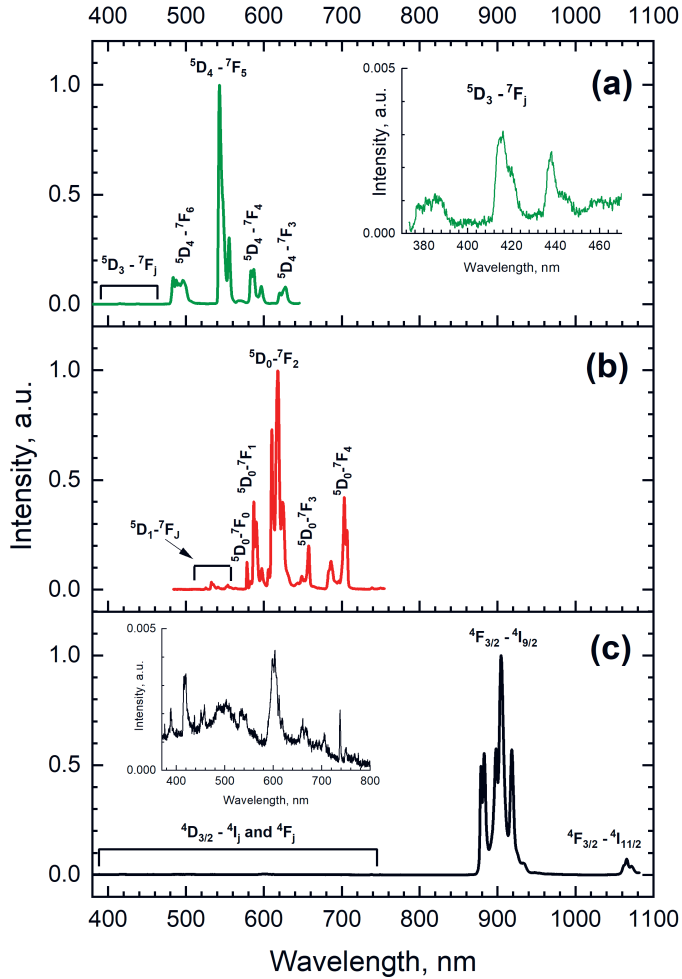 400 500 600 700 800 900 1000 1100
Intensity, a.u.
(a)
1.0
0.5
0.0
⁵D₄ - ⁷F₅
⁵D₃ - ⁷Fⱼ
⁵D₄ - ⁷F₆
⁵D₄ - ⁷F₄
⁵D₄ - ⁷F₃
0.005
0.000
Intensity, a.u.
⁵D₃ - ⁷Fⱼ
380 400 420 440 460
Wavelength, nm
(b)
1.0
0.5
0.0
⁵D₀-⁷F₂
⁵D₁-⁷F_J
⁵D₀-⁷F₀
⁵D₀-⁷F₁
⁵D₀-⁷F₃
⁵D₀-⁷F₄
(c)
1.0
0.5
0.0
0.005
0.000
Intensity, a.u.
400 500 600 700 800
Wavelength, nm
⁴F₃/₂ - ⁴I₉/₂
⁴F₃/₂ - ⁴I₁₁/₂
⁴D₃/₂ - ⁴Iⱼ and ⁴Fⱼ
400 500 600 700 800 900 1000 1100
Wavelength, nm